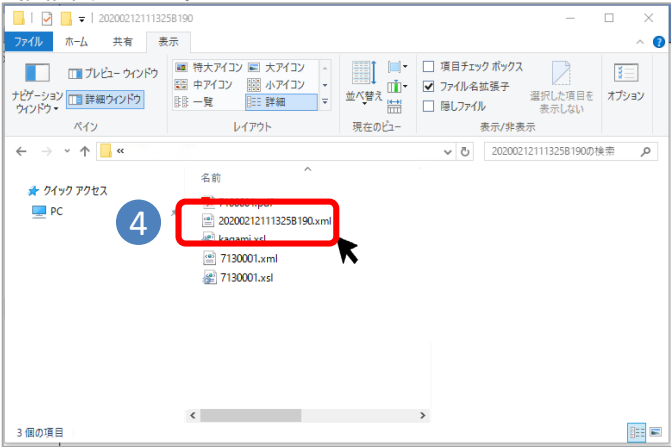 20200212111325B190
ファイル ホーム 共有 表示
ナビゲーション ウィンドウ
プレビュー ウィンドウ
詳細ウィンドウ
ペイン
特大アイコン 大アイコン
中アイコン 小アイコン
一覧 詳細
レイアウト
並べ替え
現在のビュー
項目チェック ボックス
ファイル名拡張子
隠しファイル
選択した項目を
表示しない
表示/非表示
オプション
«
20200212111325B190の検索
名前
クイック アクセス
PC
4
20200212111325B190.xml
kagami.xsl
7130001.xml
7130001.xsl
3 個の項目